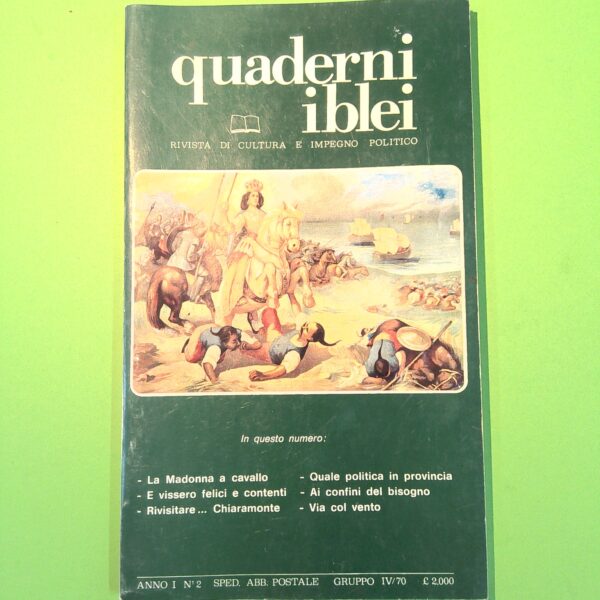 quaderni
iblei
RIVISTA DI CULTURA E IMPEGNO POLITICO
In questo numero:
- La Madonna a cavallo
- E vissero felici e contenti
- Rivisitare... Chiaramonte
- Quale politica in provincia
- Ai confini del bisogno
- Via col vento
ANNO I N° 2 SPED. ABB. POSTALE GRUPPO IV/70 £ 2,000